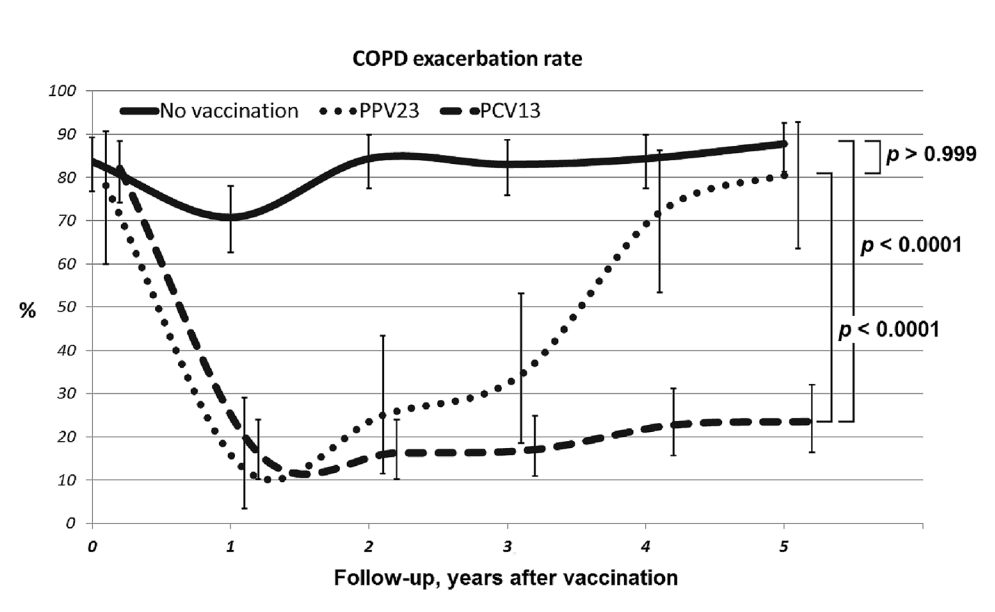 COPD exacerbation rate
100
No vaccination PPV23 PCV13
90
p > 0.999
80
70
p < 0.0001
60
%
50
p < 0.0001
40
30
20
10
0
0 1 2 3 4 5
Follow-up, years after vaccination